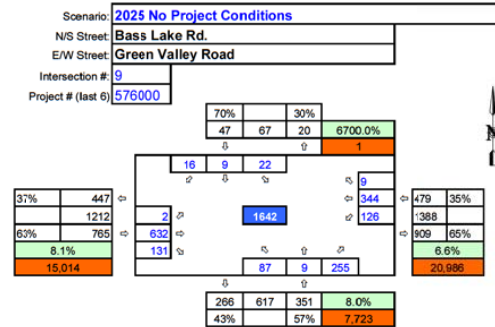 Scenario: 2025 No Project Conditions
N/S Street: Bass Lake Rd.
E/W Street: Green Valley Road
Intersection #: 9
Project # (last 6) 576000
70% 30%
47 67 20 6700.0%
1
16 9 22
9
37% 447 344 479 35%
1212 2 1642 126 1388
63% 765 632 909 65%
8.1% 131 6.6%
15,014 87 9 255 20,986
266 617 351 8.0%
43% 57% 7,723